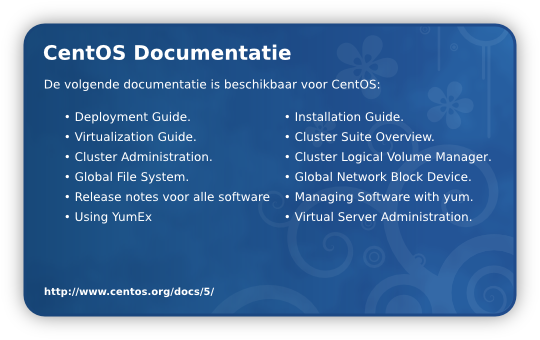 CentOS Documentatie
De volgende documentatie is beschikbaar voor CentOS:
• Deployment Guide.
• Virtualization Guide.
• Cluster Administration.
• Global File System.
• Release notes voor alle software
• Using YumEx
• Installation Guide.
• Cluster Suite Overview.
• Cluster Logical Volume Manager.
• Global Network Block Device.
• Managing Software with yum.
• Virtual Server Administration.
http://www.centos.org/docs/5/